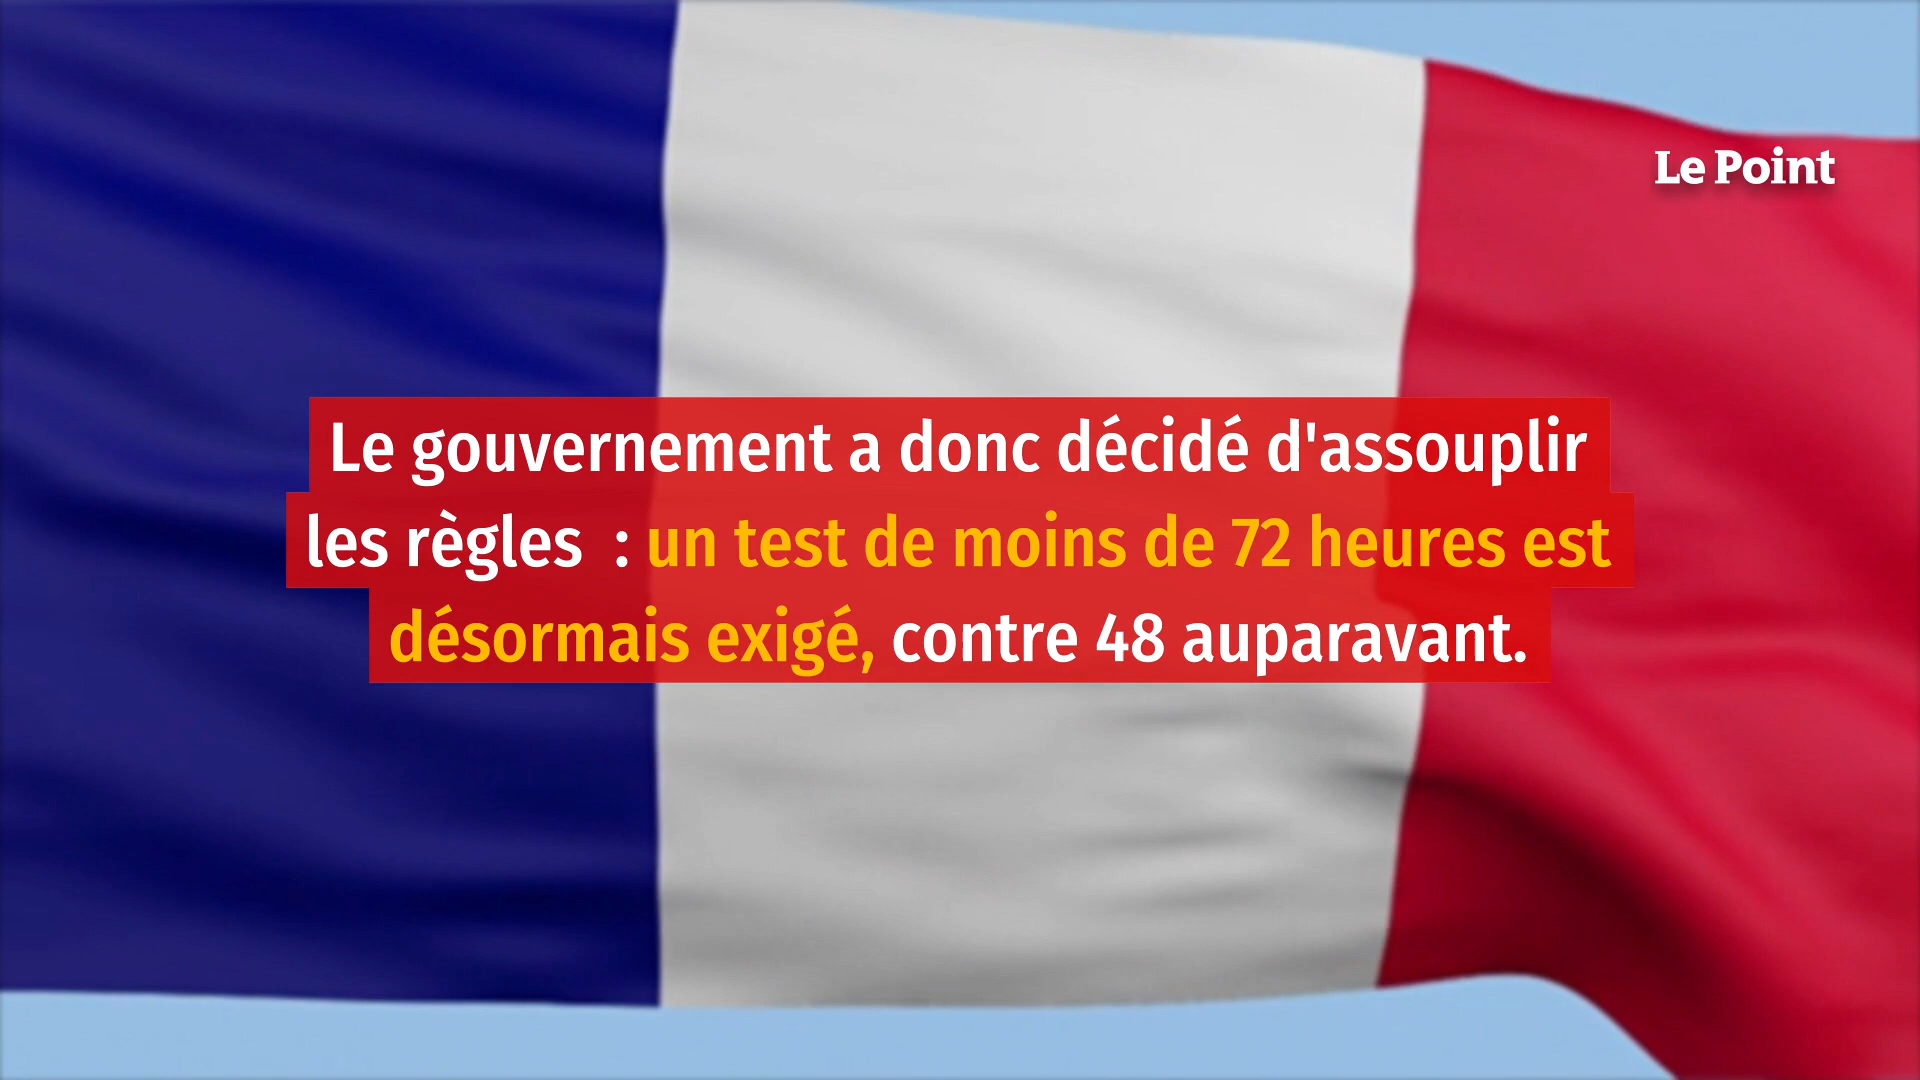 Le Point
Le gouvernement a donc décidé d'assouplir
les règles  : un test de moins de 72 heures est
désormais exigé, contre 48 auparavant.